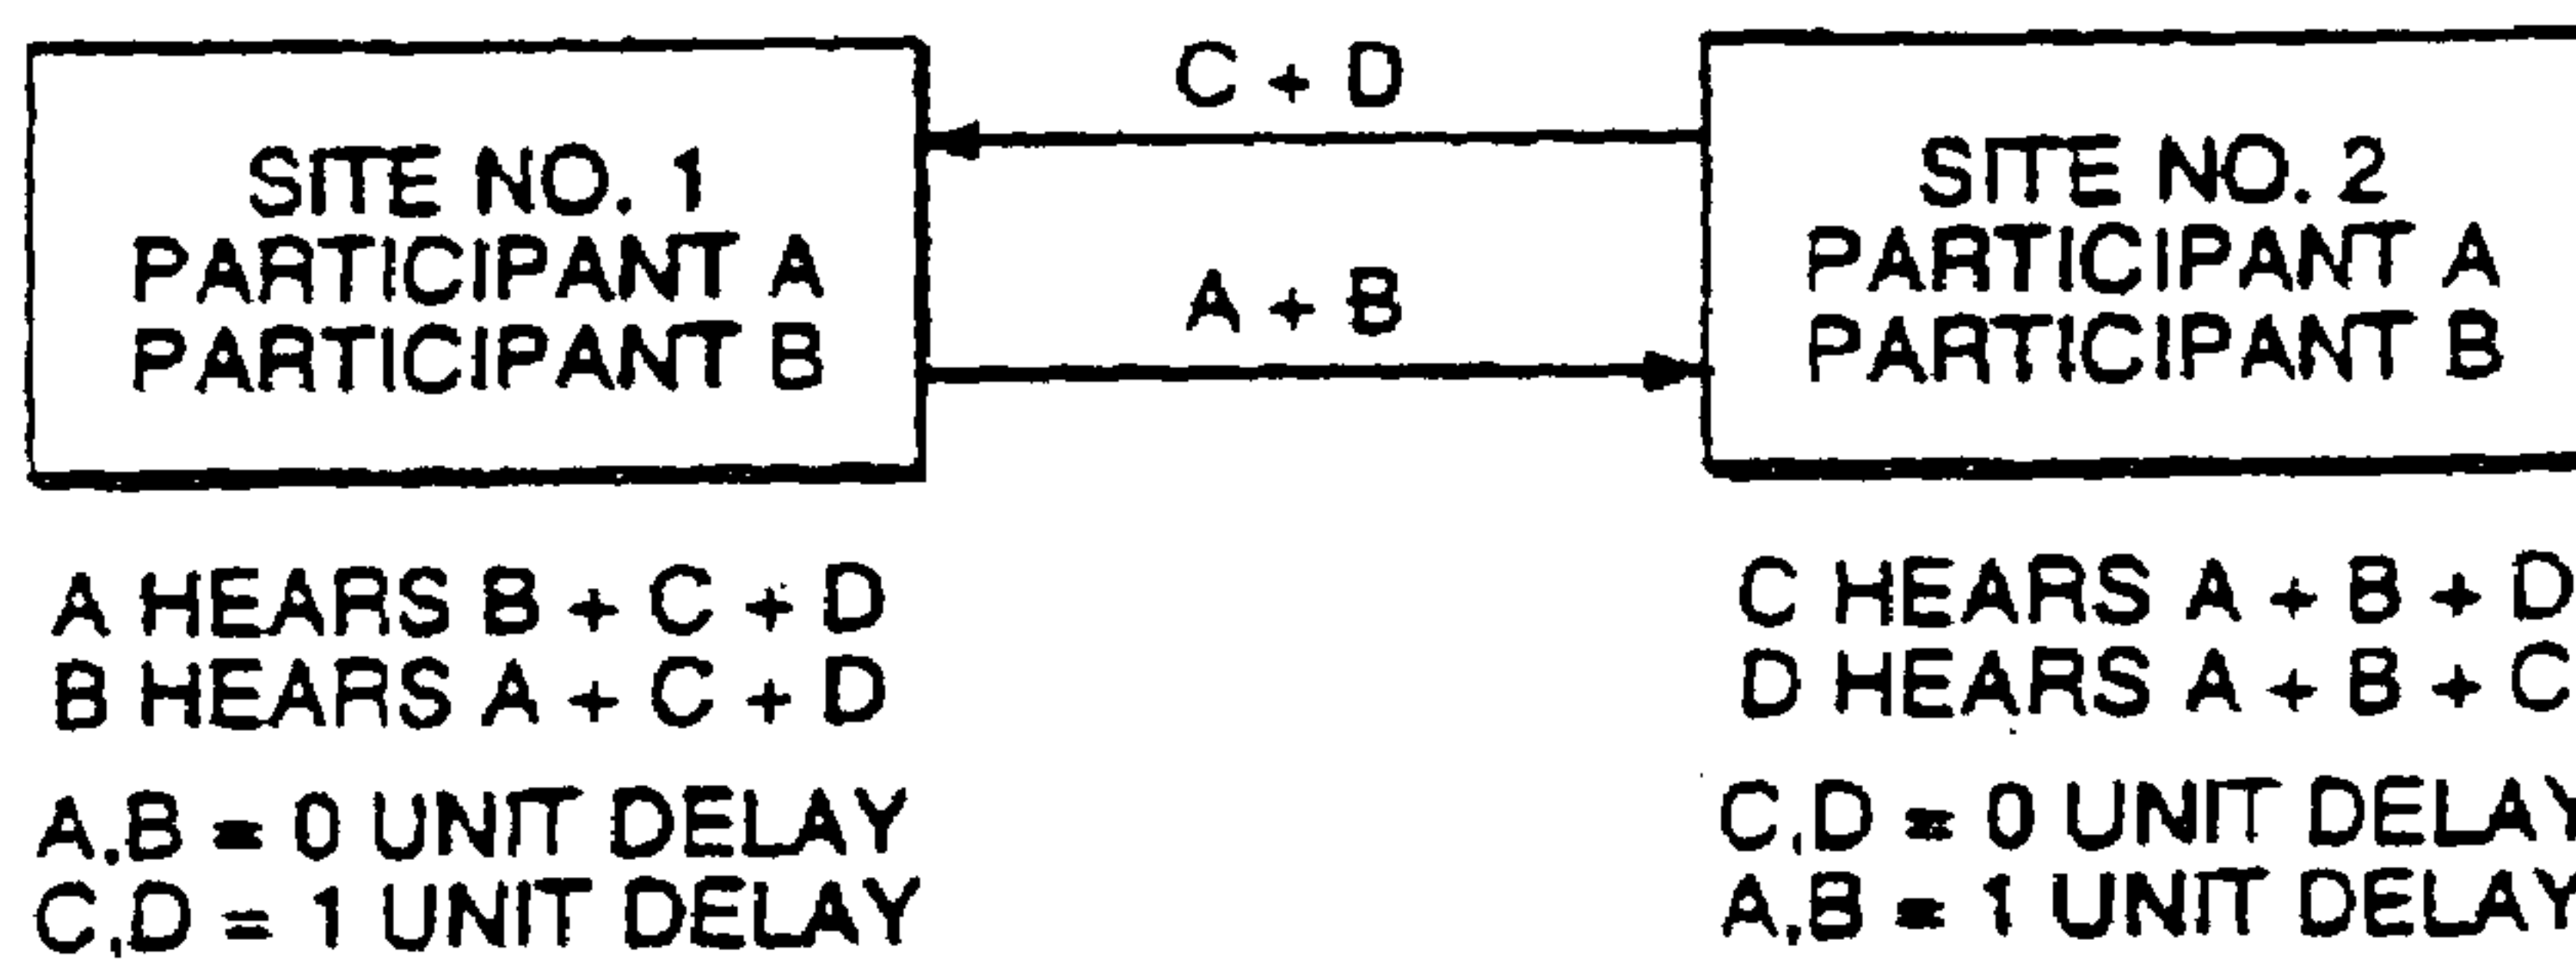 C + D
SITE NO. 1
PARTICIPANT A
PARTICIPANT B
A + B
SITE NO. 2
PARTICIPANT A
PARTICIPANT B
A HEARS B + C + D
B HEARS A + C + D
A,B = 0 UNIT DELAY
C,D = 1 UNIT DELAY
C HEARS A + B + D
D HEARS A + B + C
C,D = 0 UNIT DELAY
A,B = 1 UNIT DELAY